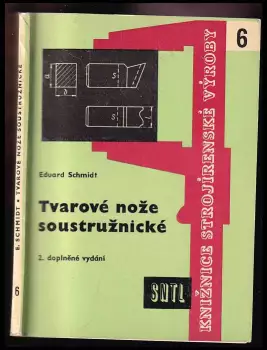 6
E. SCHMIDT • TVAROVÉ NOŽE SOUSTRUŽNICKÉ
6
KNIŽNICE STROJÍRENSKÉ VÝROBY
a
b
S
S
Eduard Schmidt
Tvarové nože
soustružnické
2. doplněné vydání
SNTL